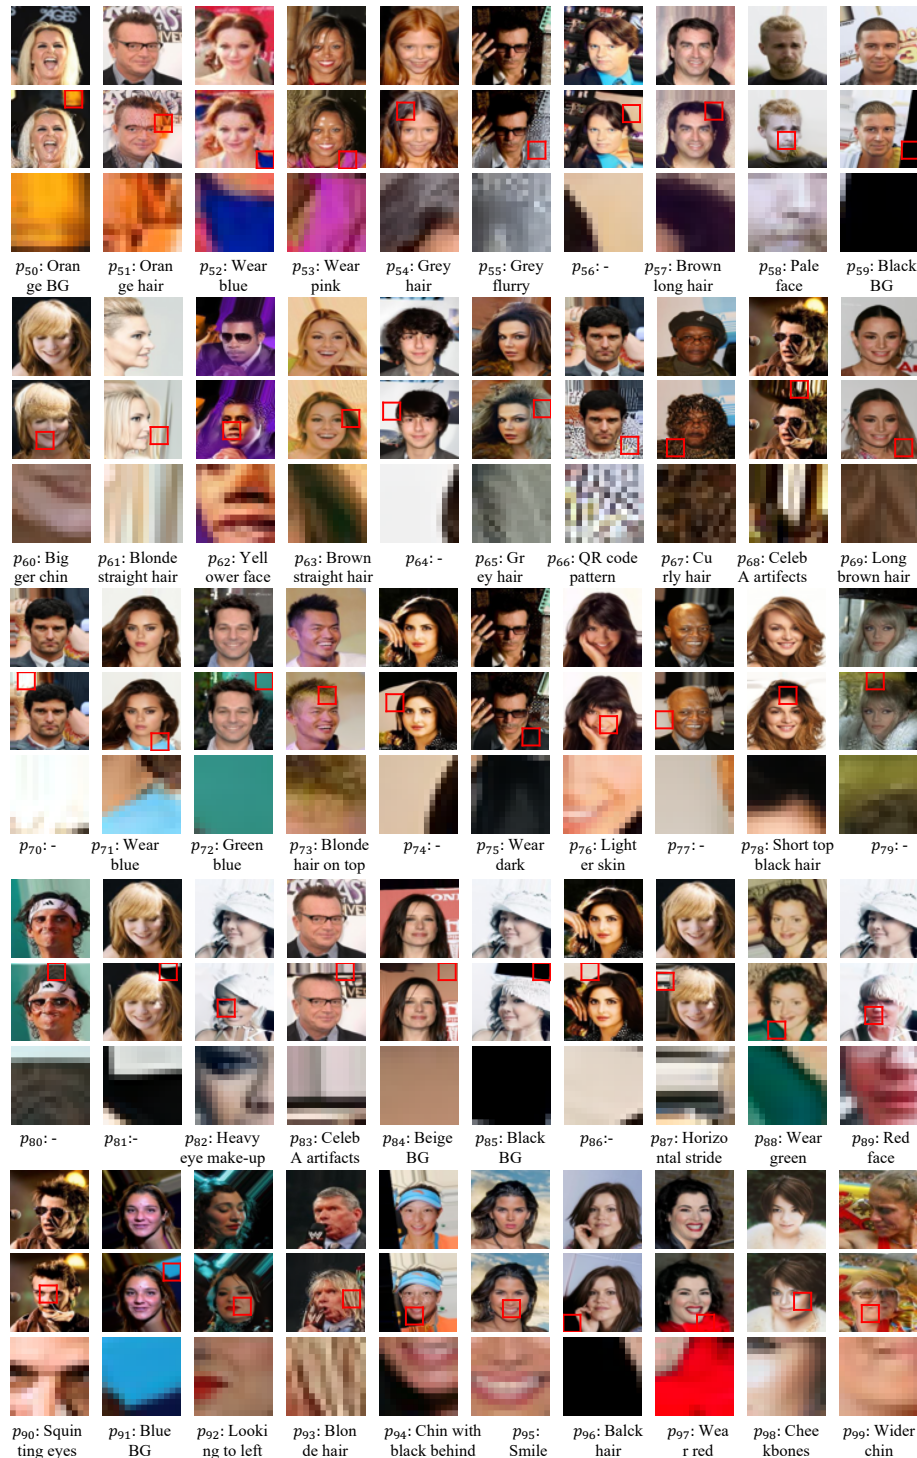 p50: Oran p51: Oran p52: Wear p53: Wear p54: Grey p55: Grey p56: - p57: Brown p58: Pale p59: Black
ge BG ge hair blue pink hair flurry long hair face BG
p60: Big p61: Blonde p62: Yell p63: Brown p64: - p65: Gr p66: QR code p67: Cu p68: Celeb p69: Long
ger chin straight hair ower face straight hair ey hair pattern rly hair A artifects brown hair
p70: - p71: Wear p72: Green p73: Blonde p74: - p75: Wear p76: Light p77: - p78: Short top p79: -
blue blue hair on top dark er skin black hair
p80: - p81:- p82: Heavy p83: Celeb p84: Beige p85: Black p86:- p87: Horizo p88: Wear p89: Red
eye make-up A artifacts BG BG ntal stride green face
p90: Squin p91: Blue p92: Looki p93: Blon p94: Chin with p95: p96: Balck p97: Wea p98: Chee p99: Wider
ting eyes BG ng to left de hair black behind Smile hair r red kbones chin